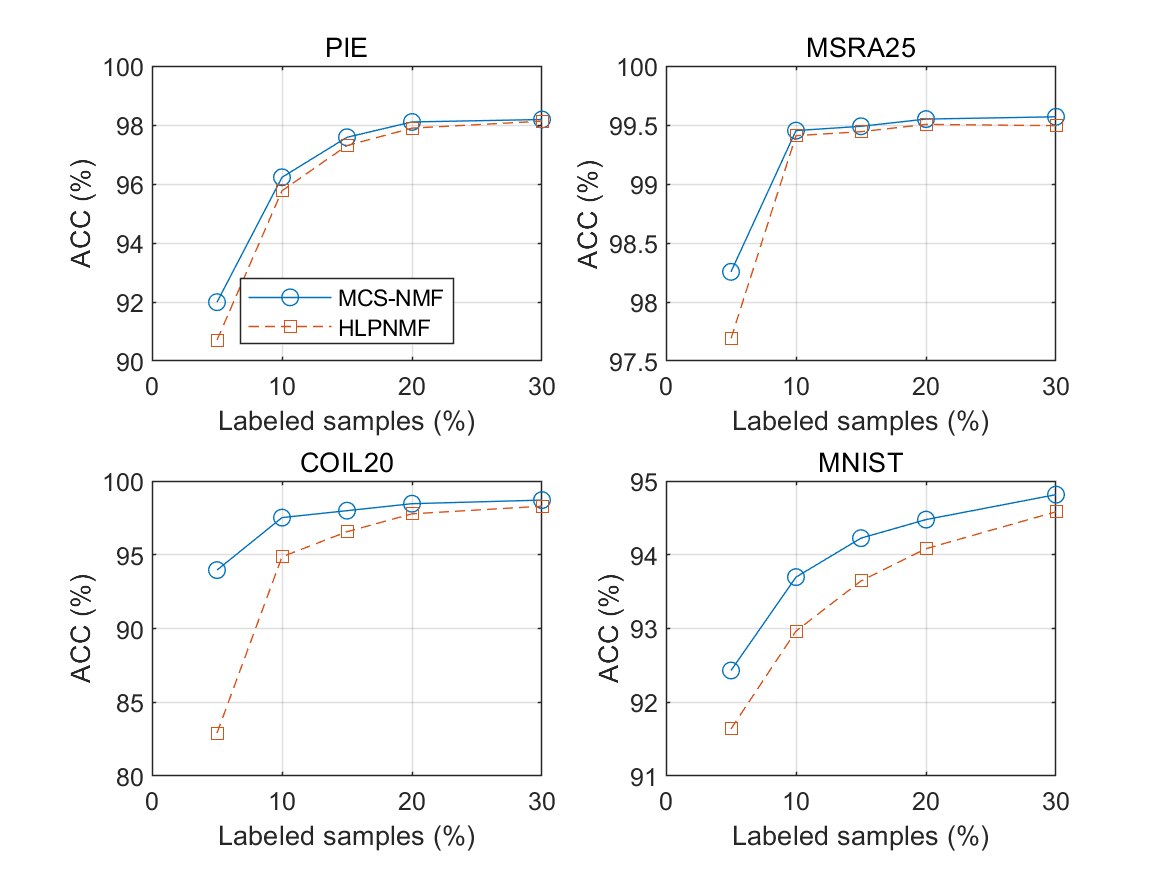 PIE
100
98
96
94
92
90
ACC (%)
MCS-NMF
HLPNMF
0 10 20 30
Labeled samples (%)
MSRA25
100
99.5
99
98.5
98
97.5
ACC (%)
0 10 20 30
Labeled samples (%)
COIL20
100
95
90
85
80
ACC (%)
0 10 20 30
Labeled samples (%)
MNIST
95
94
93
92
91
ACC (%)
0 10 20 30
Labeled samples (%)